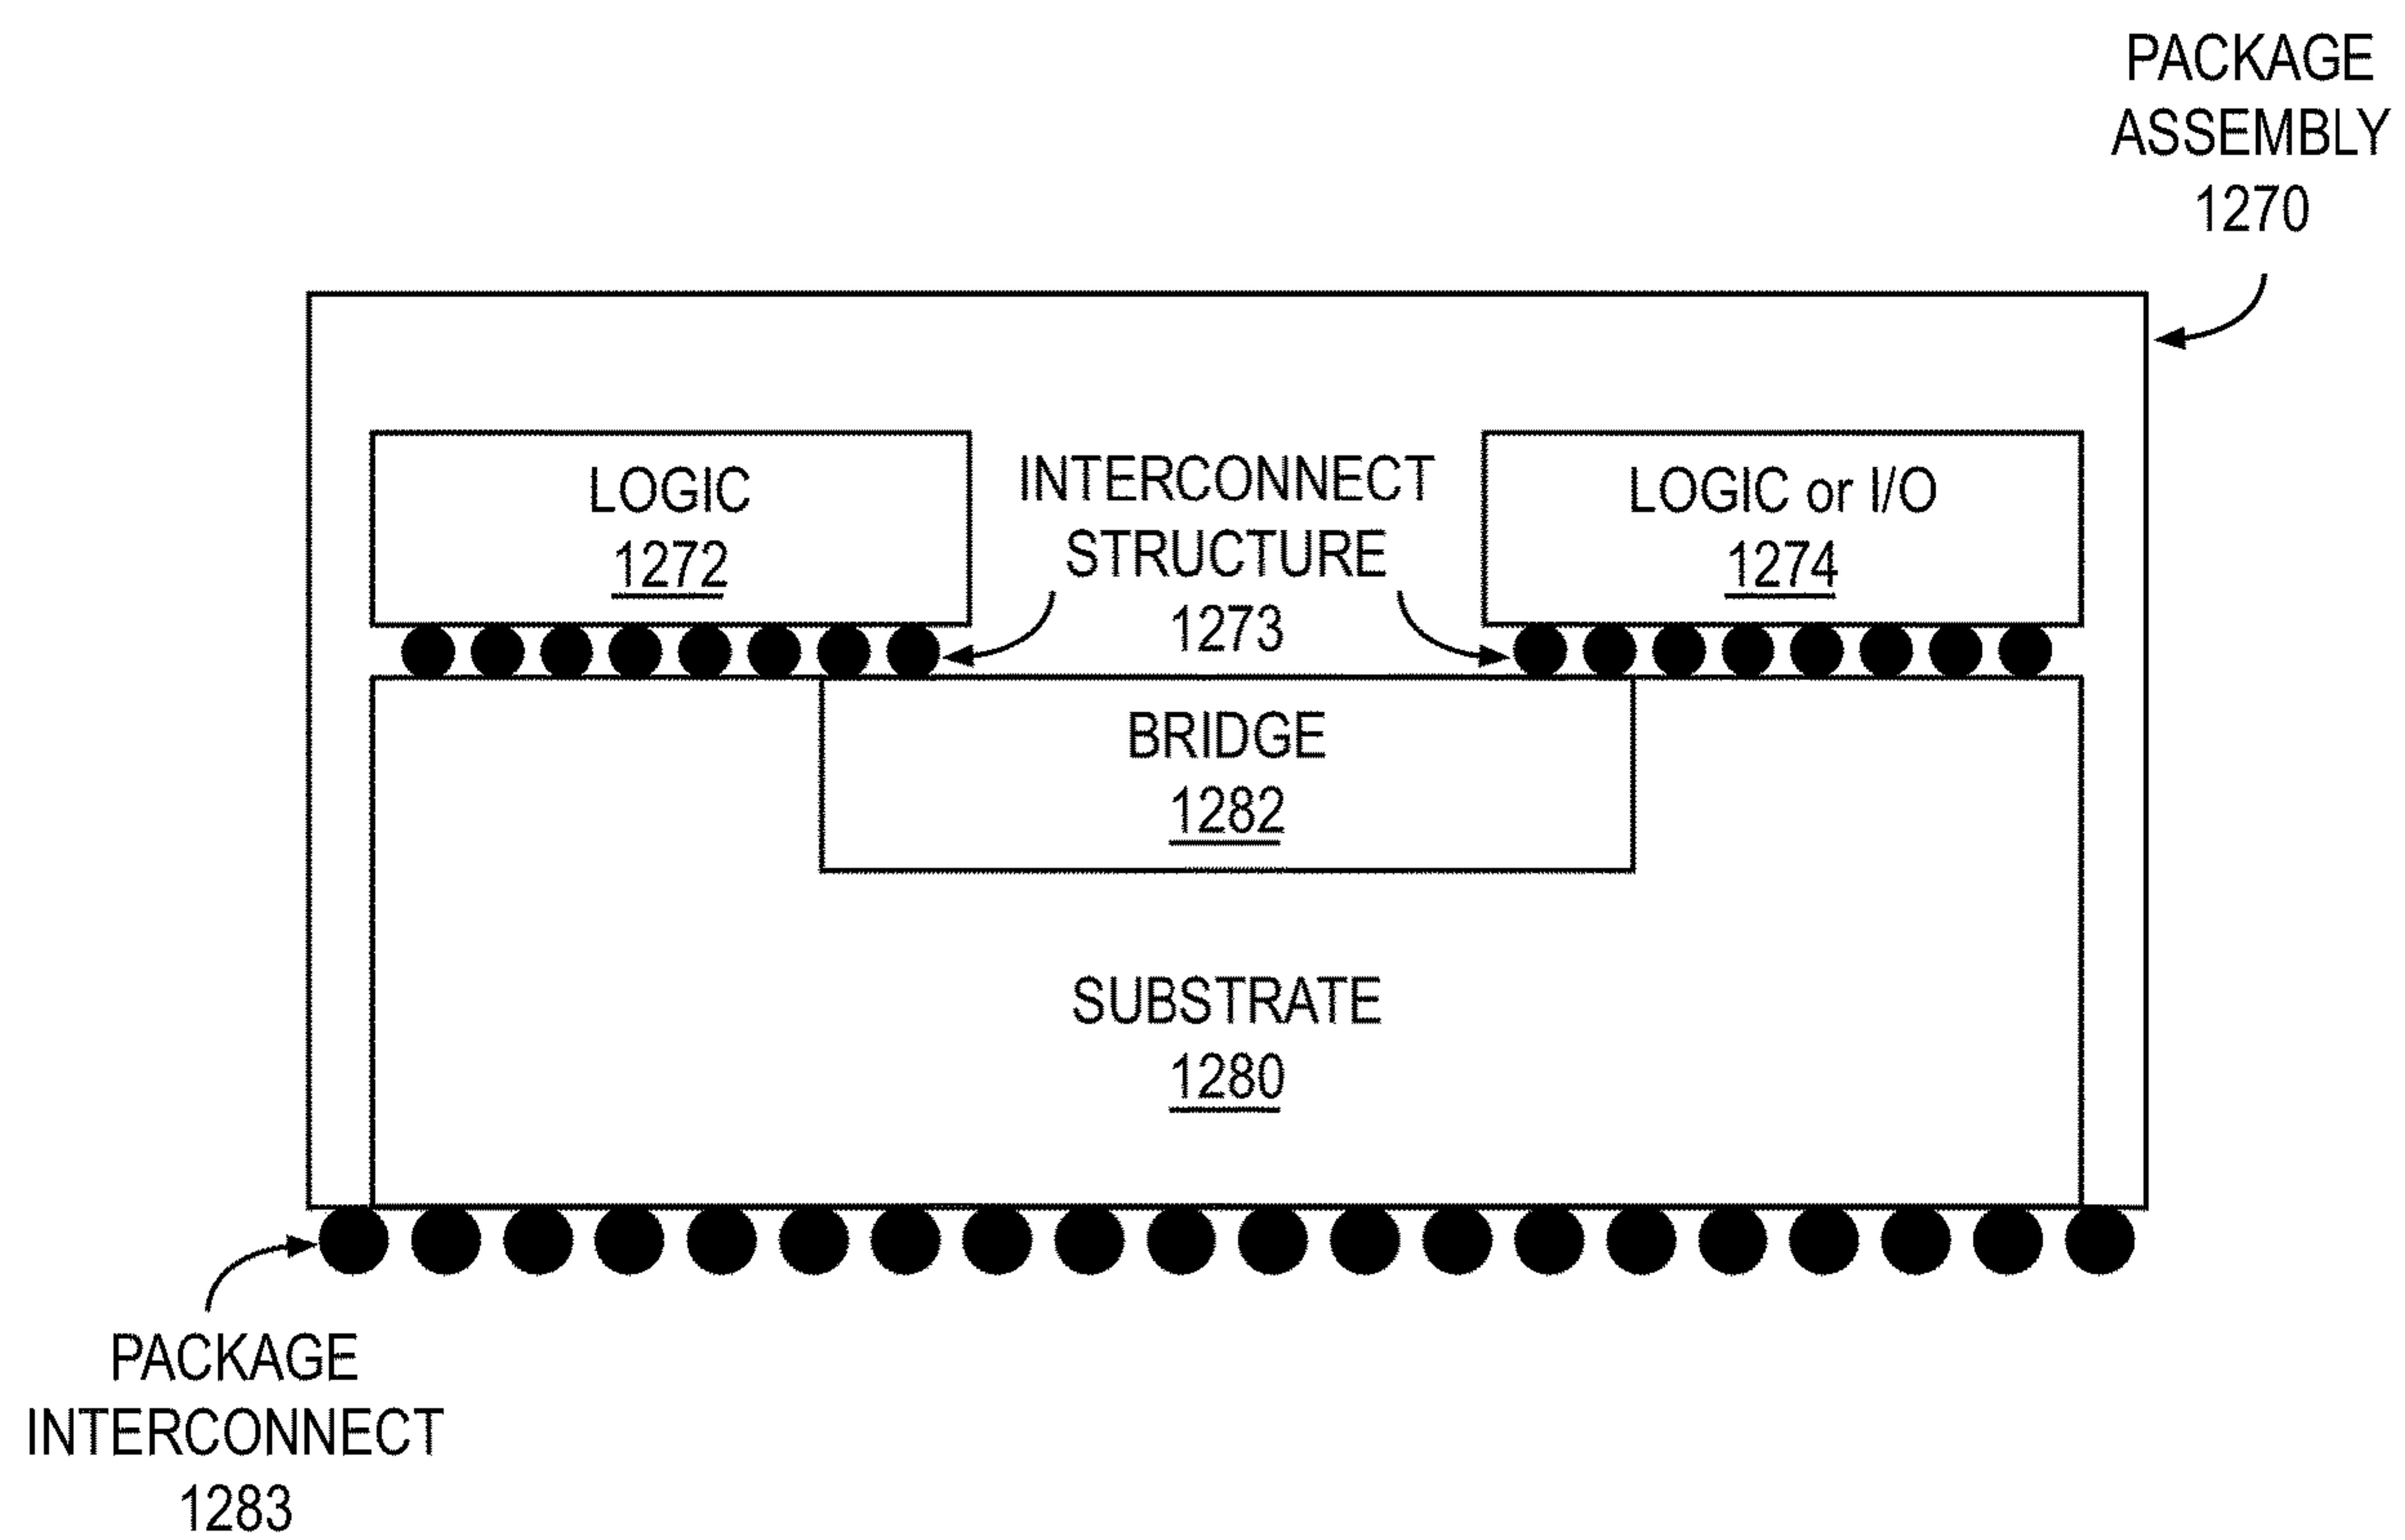 PACKAGE
ASSEMBLY
1270
LOGIC
1272
INTERCONNECT
STRUCTURE
1273
LOGIC or I/O
1274
BRIDGE
1282
SUBSTRATE
1280
PACKAGE
INTERCONNECT
1283